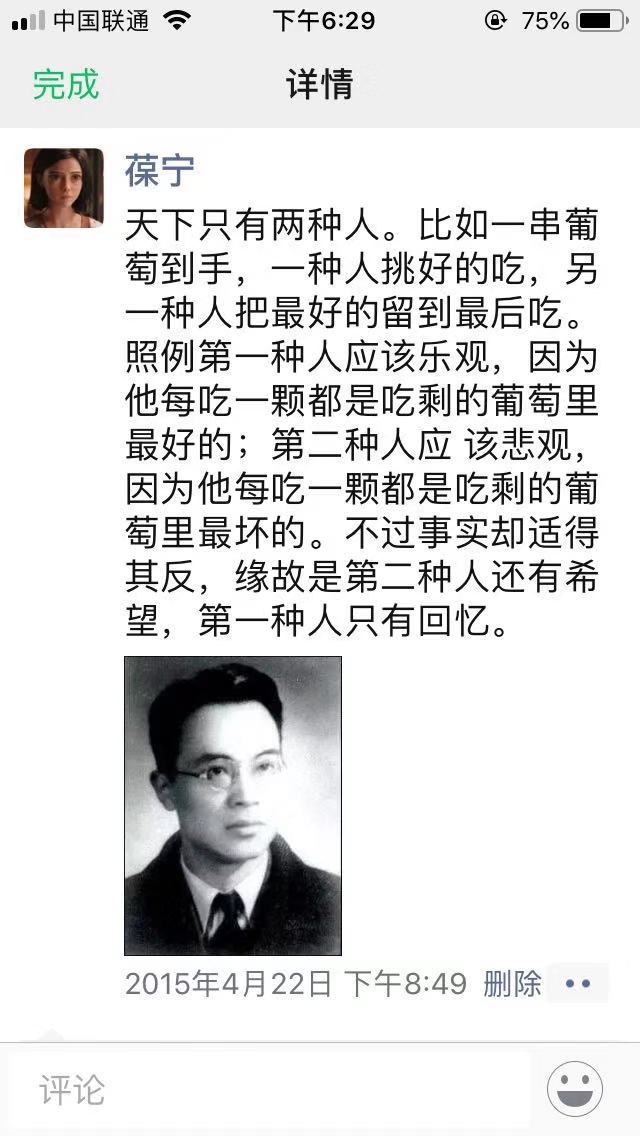 中国联通 下午6:29 75%
完成 详情
葆宁
天下只有两种人。比如一串葡
萄到手，一种人挑好的吃，另
一种人把最好的留到最后吃。
照例第一种人应该乐观，因为
他每吃一颗都是吃剩的葡萄里
最好的；第二种人应 该悲观，
因为他每吃一颗都是吃剩的葡
萄里最坏的。不过事实却适得
其反，缘故是第二种人还有希
望，第一种人只有回忆。
2015年4月22日 下午8:49 删除
评论